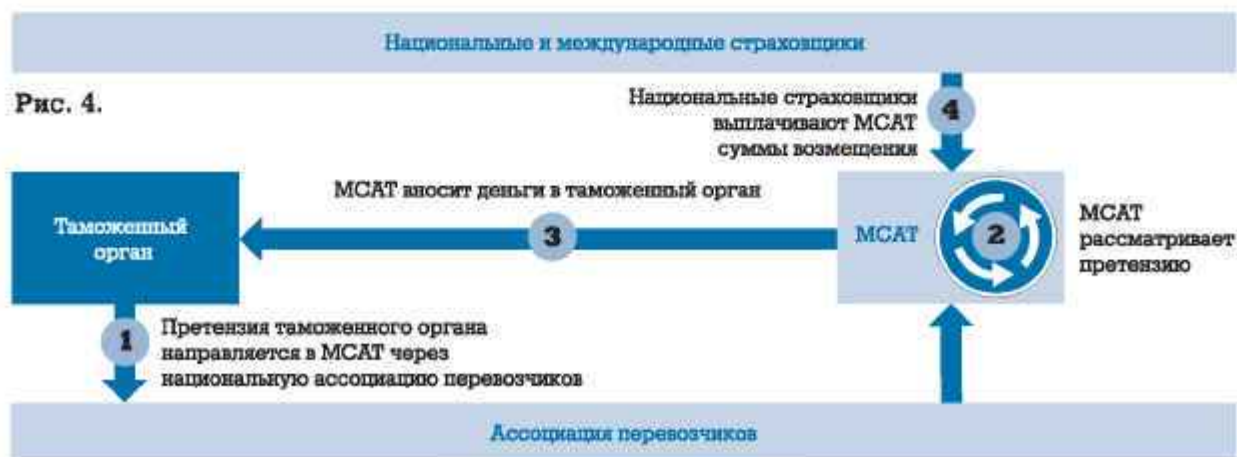 Национальные и международные страховщики
Рис. 4.
Национальные страховщики
выплачивают МСАТ
суммы возмещения
4
МСАТ вносит деньги в таможенный орган
Таможенный
орган
3
МСАТ
2
МСАТ
рассматривает
претензию
1
Претензия таможенного органа
направляется в МСАТ через
национальную ассоциацию перевозчиков
Ассоциация перевозчиков